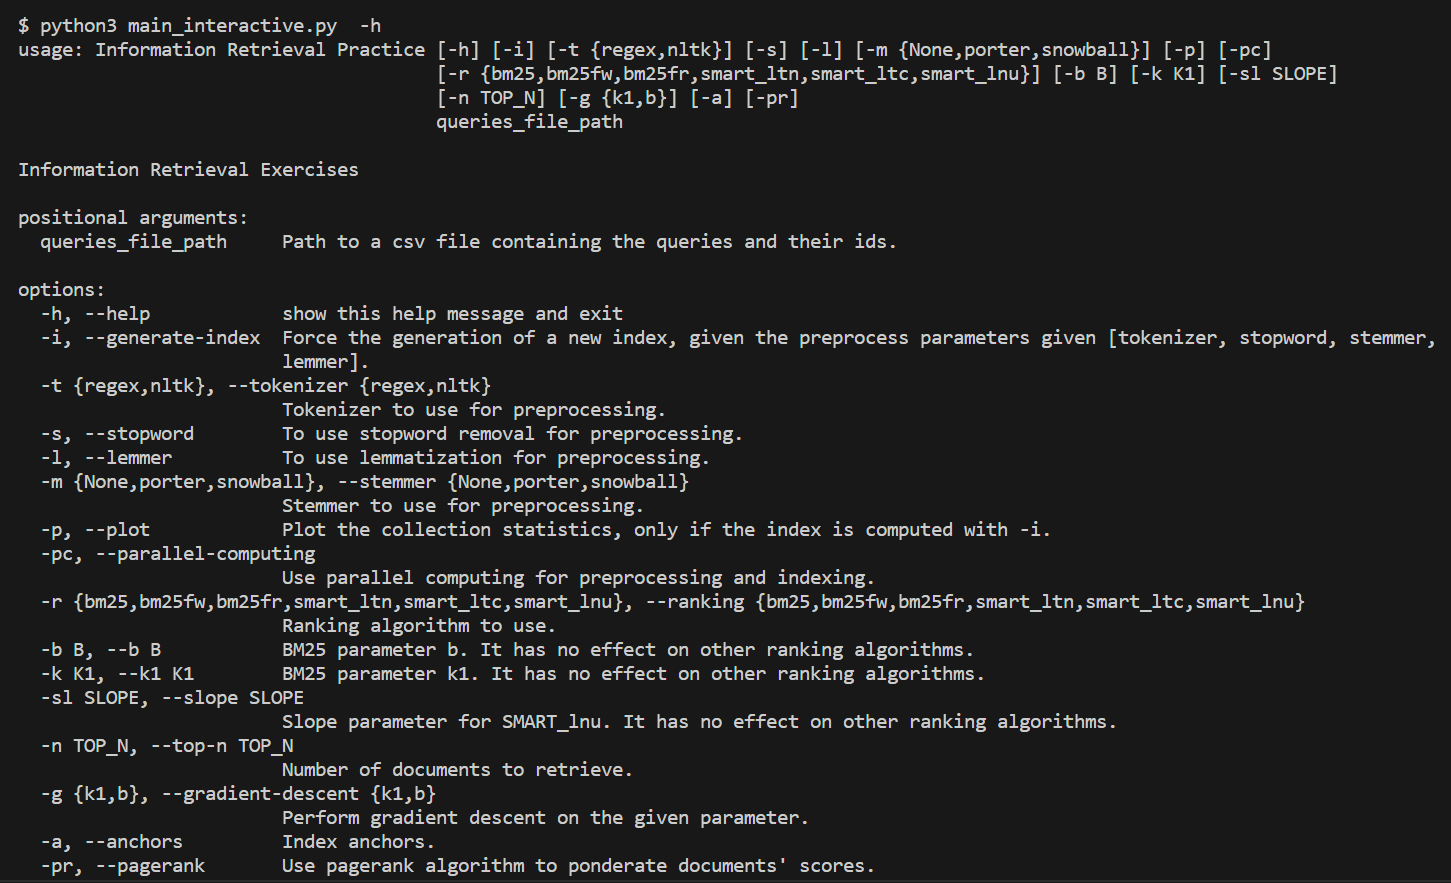 $ python3 main_interactive.py  -h
usage: Information Retrieval Practice [-h] [-i] [-t {regex,nltk}] [-s] [-l] [-m {None,porter,snowball}] [-p] [-pc]
                                      [-r {bm25,bm25fw,bm25fr,smart_ltn,smart_ltc,smart_lnu}] [-b B] [-k K1] [-sl SLOPE]
                                      [-n TOP_N] [-g {k1,b}] [-a] [-pr]
                                      queries_file_path

Information Retrieval Exercises

positional arguments:
  queries_file_path     Path to a csv file containing the queries and their ids.

options:
  -h, --help            show this help message and exit
  -i, --generate-index  Force the generation of a new index, given the preprocess parameters given [tokenizer, stopword, stemmer,
                        lemmer].
  -t {regex,nltk}, --tokenizer {regex,nltk}
                        Tokenizer to use for preprocessing.
  -s, --stopword        To use stopword removal for preprocessing.
  -l, --lemmer          To use lemmatization for preprocessing.
  -m {None,porter,snowball}, --stemmer {None,porter,snowball}
                        Stemmer to use for preprocessing.
  -p, --plot            Plot the collection statistics, only if the index is computed with -i.
  -pc, --parallel-computing
                        Use parallel computing for preprocessing and indexing.
  -r {bm25,bm25fw,bm25fr,smart_ltn,smart_ltc,smart_lnu}, --ranking {bm25,bm25fw,bm25fr,smart_ltn,smart_ltc,smart_lnu}
                        Ranking algorithm to use.
  -b B, --b B           BM25 parameter b. It has no effect on other ranking algorithms.
  -k K1, --k1 K1        BM25 parameter k1. It has no effect on other ranking algorithms.
  -sl SLOPE, --slope SLOPE
                        Slope parameter for SMART_lnu. It has no effect on other ranking algorithms.
  -n TOP_N, --top-n TOP_N
                        Number of documents to retrieve.
  -g {k1,b}, --gradient-descent {k1,b}
                        Perform gradient descent on the given parameter.
  -a, --anchors         Index anchors.
  -pr, --pagerank       Use pagerank algorithm to ponderate documents' scores.